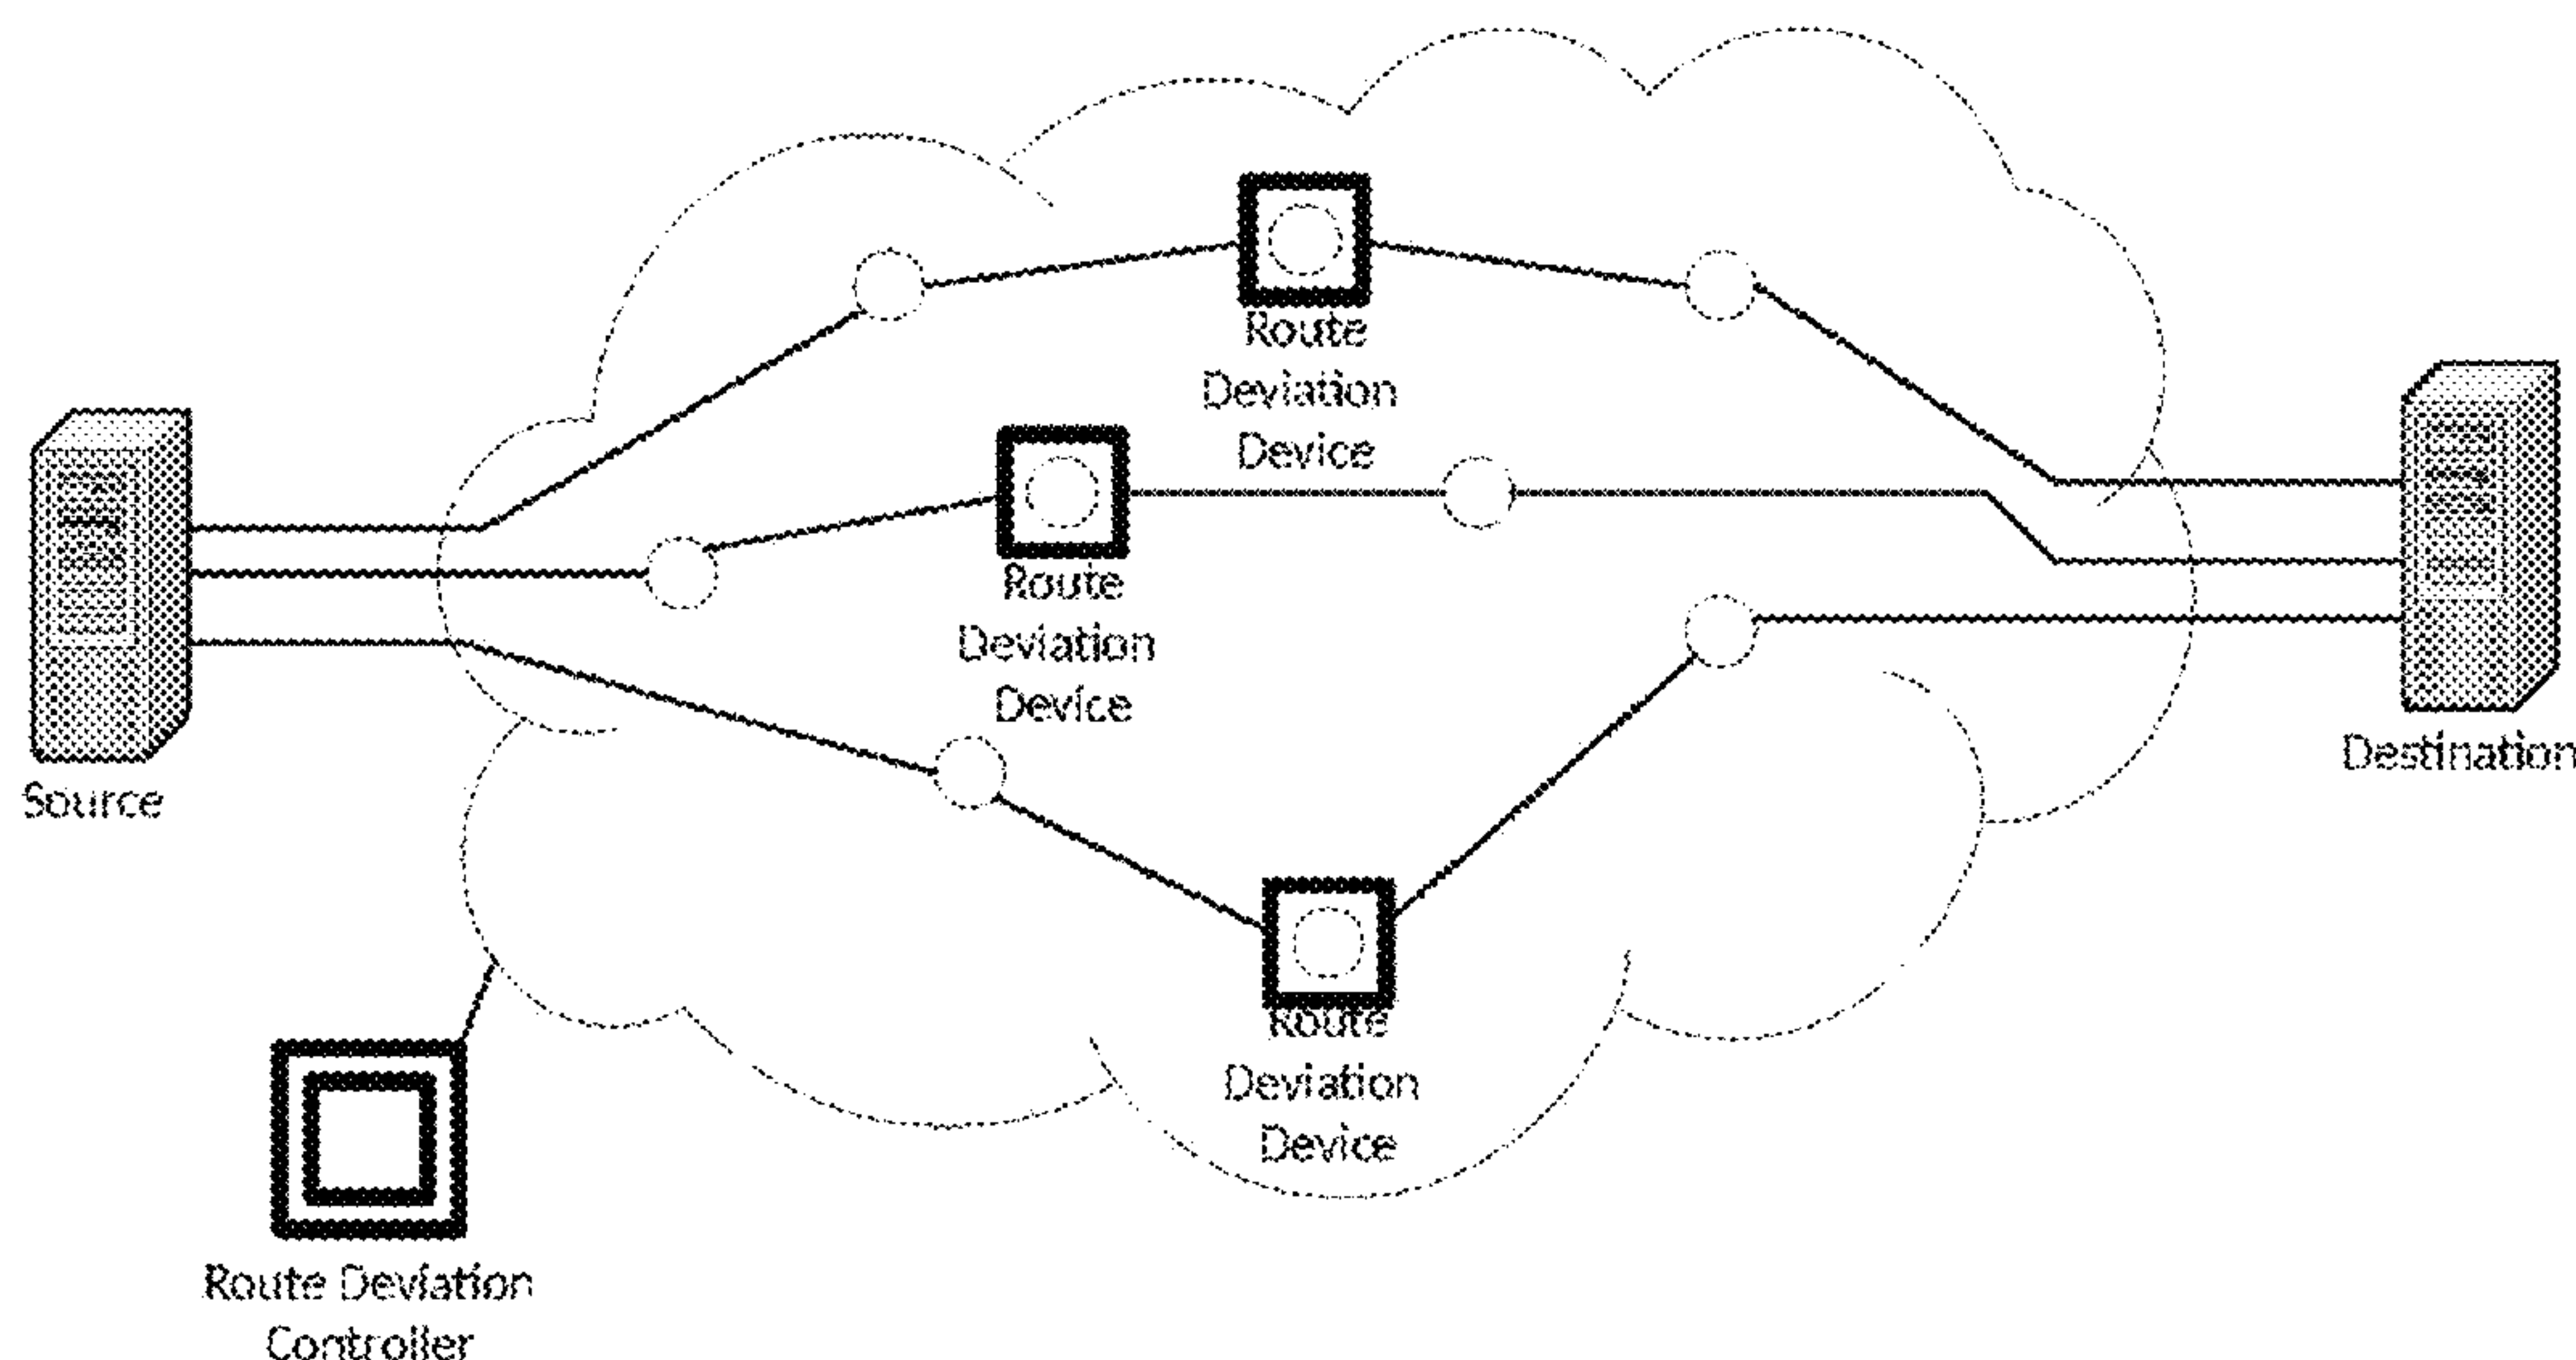 Route
Deviation
Device
Route
Deviation
Device
Source
Destination
Route
Deviation
Device
Route Deviation
Controller